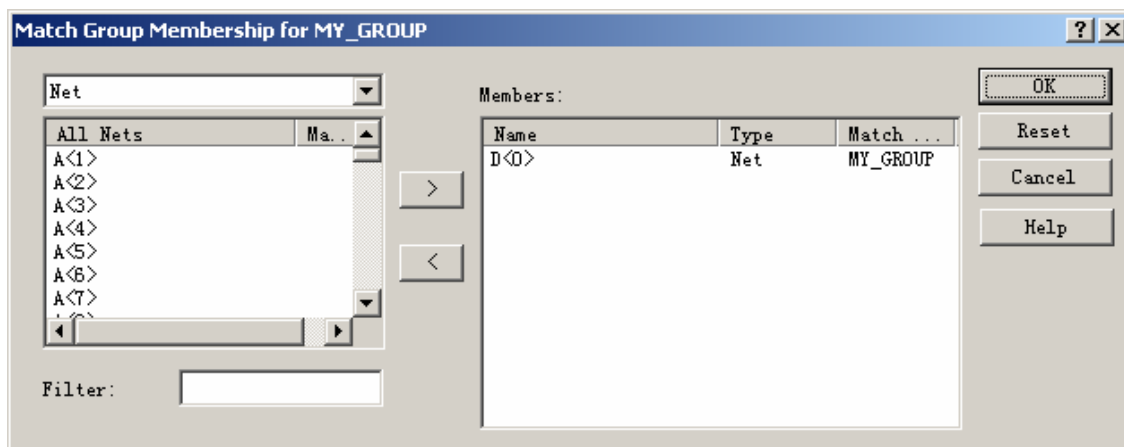 Match Group Membership for MY_GROUP
Net
All Nets Ma..
A<1>
A<2>
A<3>
A<4>
A<5>
A<6>
A<7>
>
<
Filter:
Members:
Name Type Match ...
D<0> Net MY_GROUP
OK
Reset
Cancel
Help